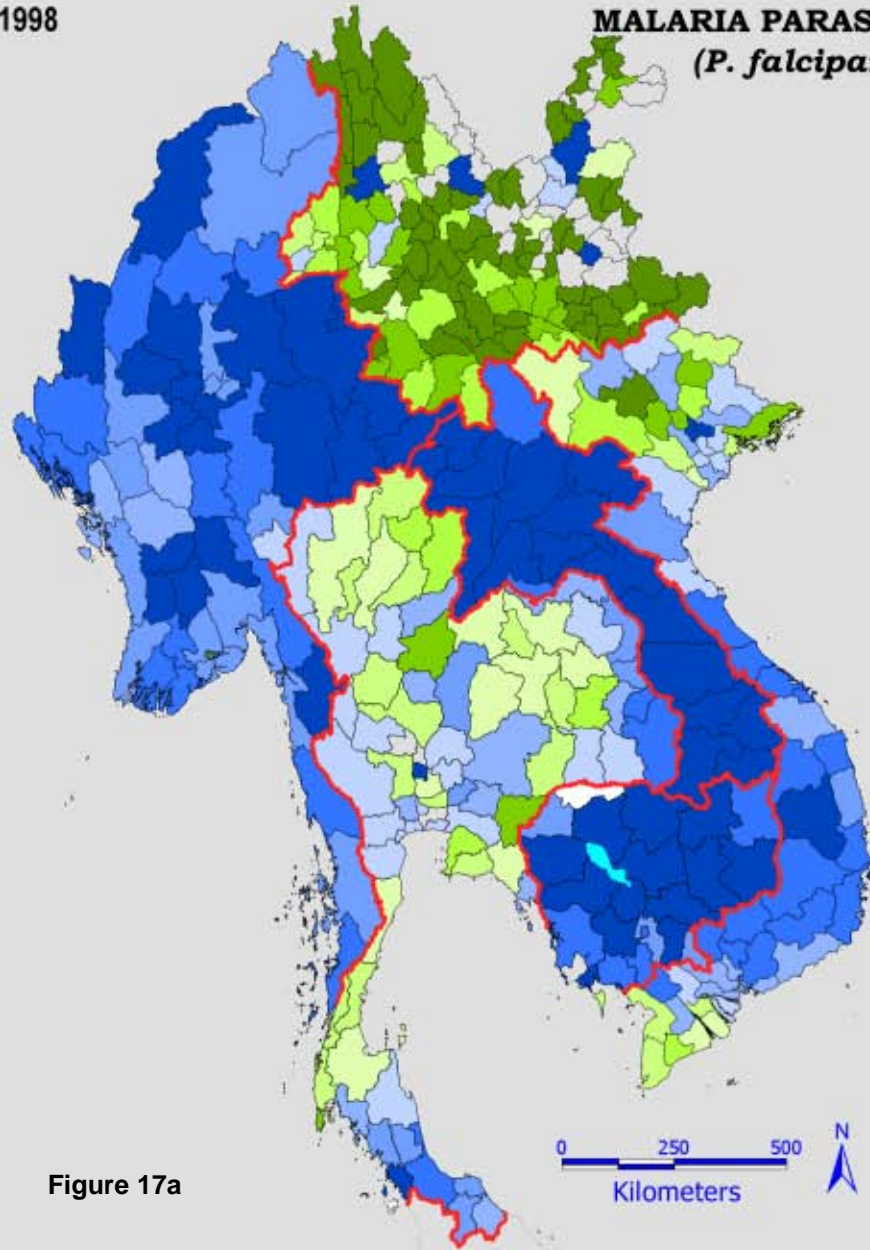 1998
MALARIA PARAS
(P. falcipa
N
0 250 500
Kilometers
Figure 17a